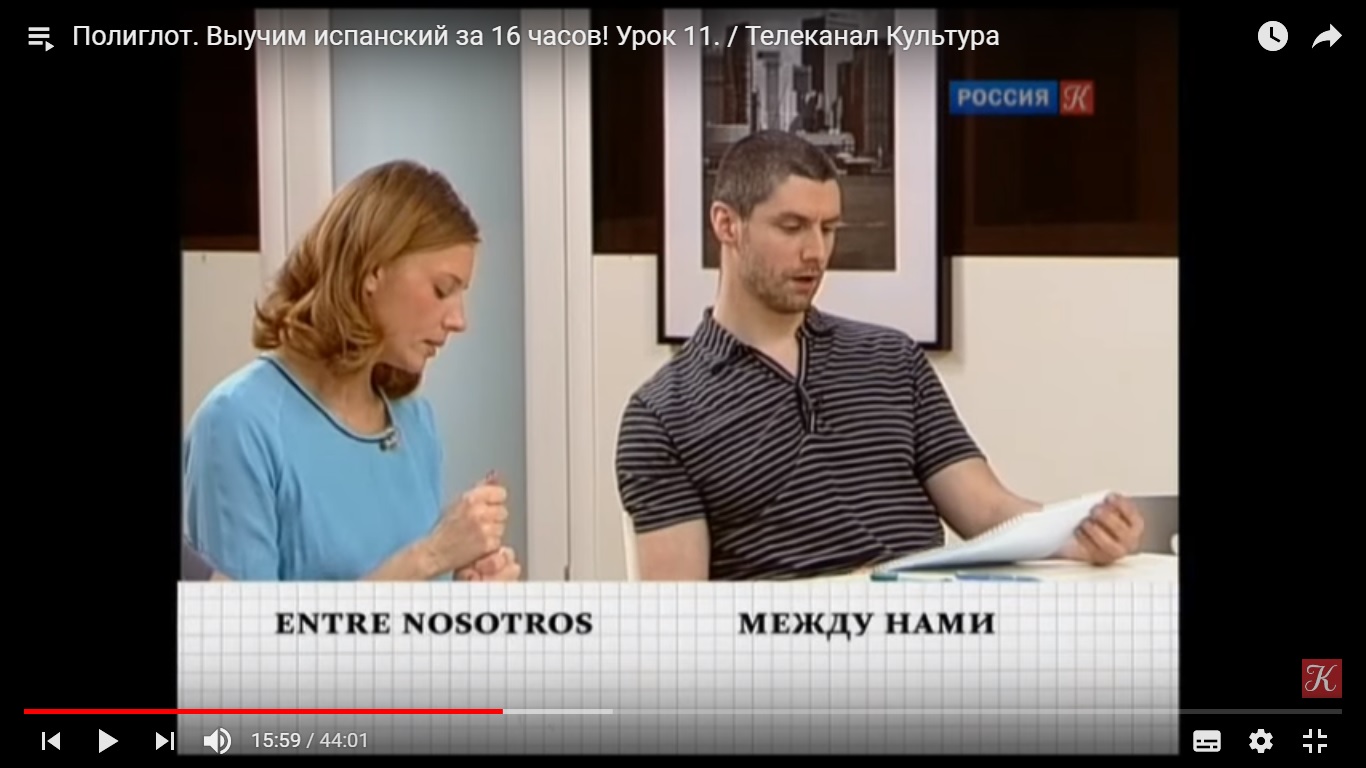 Полиглот. Выучим испанский за 16 часов! Урок 11. / Телеканал Культура
РОССИЯ К
ENTRE NOSOTROS МЕЖДУ НАМИ
К
15:59 / 44:01